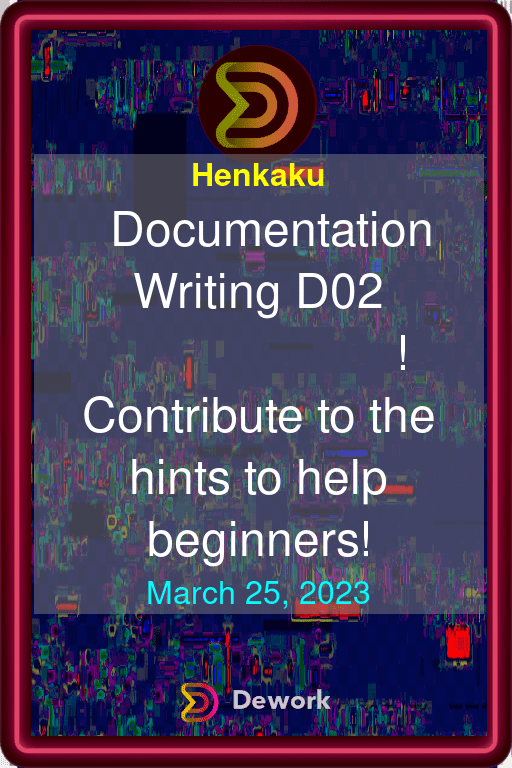 Henkaku
Documentation
Writing D02
!
Contribute to the
hints to help
beginners!
March 25, 2023
Dework